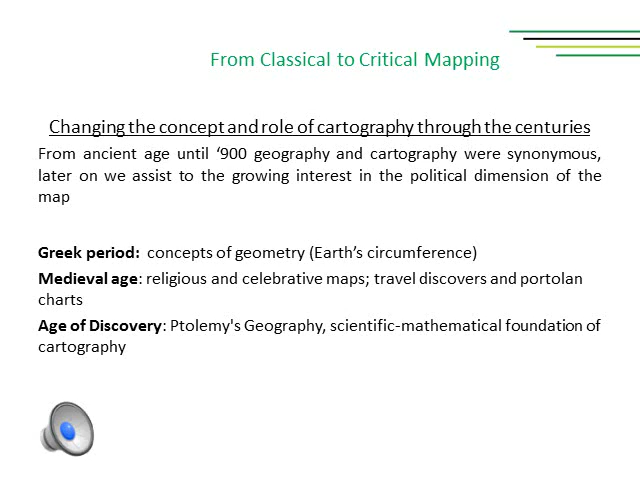 From Classical to Critical Mapping
Changing the concept and role of cartography through the centuries
From ancient age until ‘900 geography and cartography were synonymous,
later on we assist to the growing interest in the political dimension of the
map
Greek period:  concepts of geometry (Earth’s circumference)
Medieval age: religious and celebrative maps; travel discovers and portolan
charts
Age of Discovery: Ptolemy's Geography, scientific-mathematical foundation of
cartography